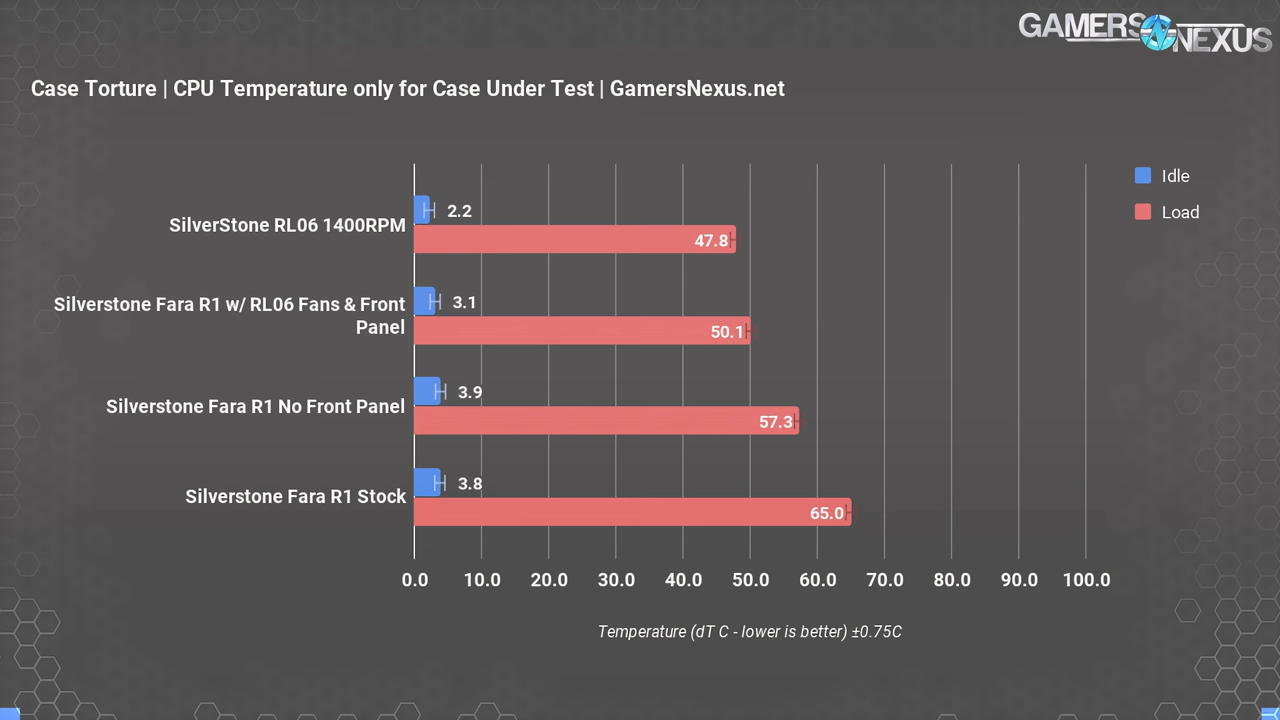 GAMERS NEXUS
Case Torture | CPU Temperature only for Case Under Test | GamersNexus.net
Idle
Load
SilverStone RL06 1400RPM
2.2
47.8
Silverstone Fara R1 w/ RL06 Fans & Front
Panel
3.1
50.1
Silverstone Fara R1 No Front Panel
3.9
57.3
Silverstone Fara R1 Stock
3.8
65.0
0.0 10.0 20.0 30.0 40.0 50.0 60.0 70.0 80.0 90.0 100.0
Temperature (dT C - lower is better) ±0.75C